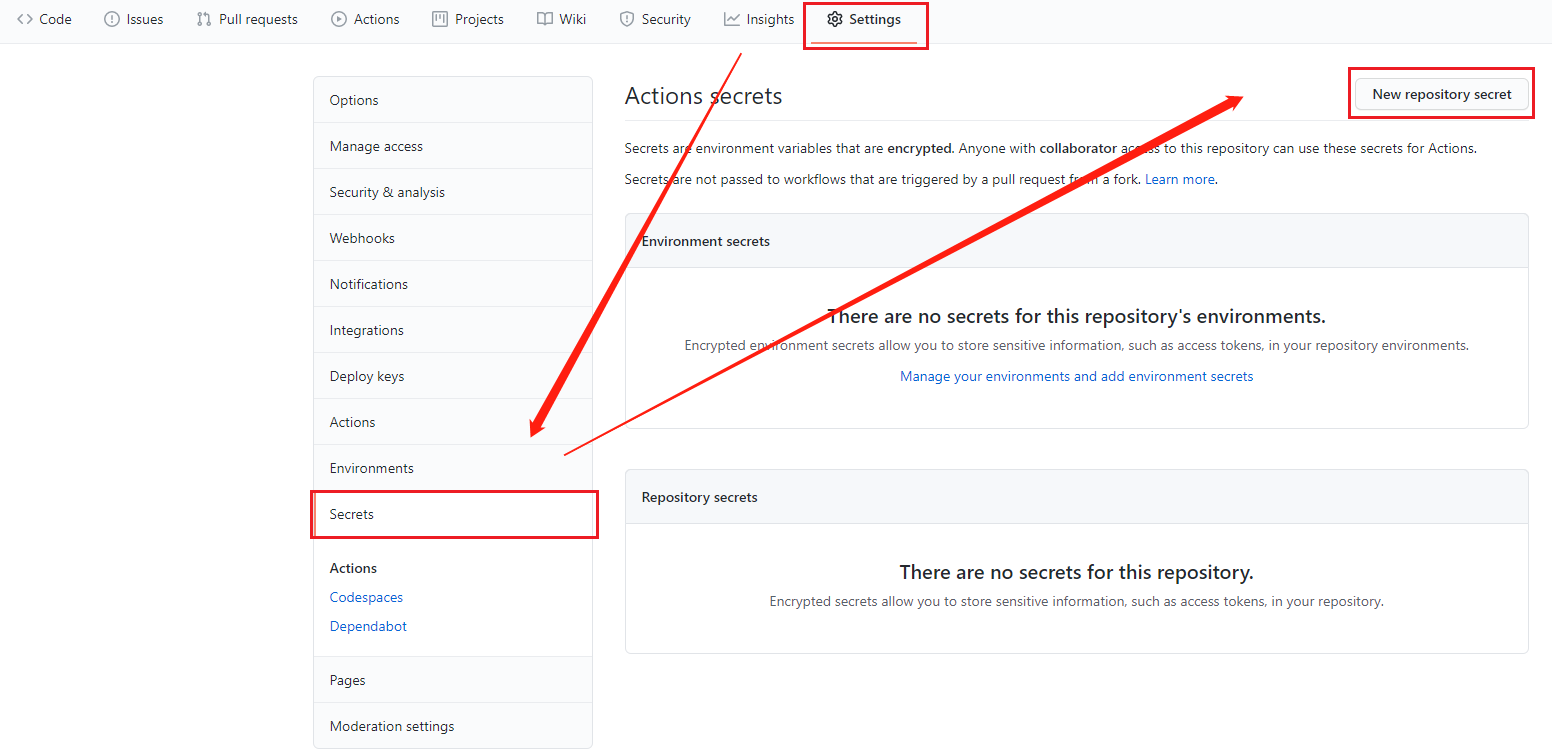 Code Issues Pull requests Actions Projects Wiki Security Insights Settings
Options
Manage access
Security & analysis
Webhooks
Notifications
Integrations
Deploy keys
Actions
Environments
Secrets
Actions
Codespaces
Dependabot
Pages
Moderation settings
Actions secrets
New repository secret
Secrets are environment variables that are encrypted. Anyone with collaborator access to this repository can use these secrets for Actions.
Secrets are not passed to workflows that are triggered by a pull request from a fork. Learn more.
Environment secrets
There are no secrets for this repository's environments.
Encrypted environment secrets allow you to store sensitive information, such as access tokens, in your repository environments.
Manage your environments and add environment secrets
Repository secrets
There are no secrets for this repository.
Encrypted secrets allow you to store sensitive information, such as access tokens, in your repository.